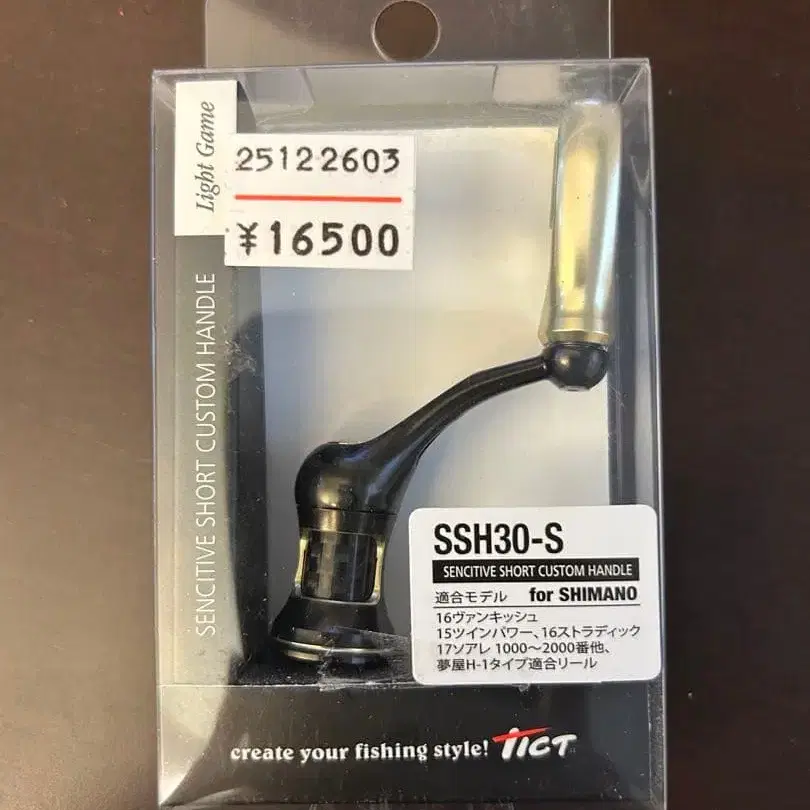 Light Game
SENCITIVE SHORT CUSTOM HANDLE
25122603
¥16500
SSH30-S
SENCITIVE SHORT CUSTOM HANDLE
適合モデル for SHIMANO
16ヴァンキッシュ
15ツインパワー、16ストラディック
17ソアレ 1000〜2000番他、
夢屋H-1タイプ適合リール
create your fishing style! TICT